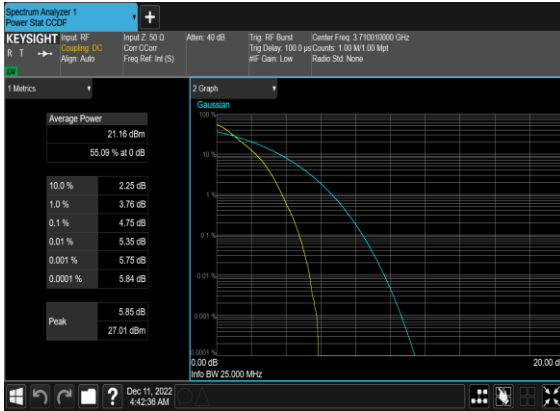 Spectrum Analyzer 1
Power Stat CCDF
KEYSIGHT
R T
Input: RF
Coupling: DC
Align: Auto
Input Z: 50 Ω
Corr CCorr
Freq Ref: Int (S)
Atten: 40 dB
Trig: RF Burst
Trig Delay: 100.0 µs
#IF Gain: Low
Center Freq: 3.710010000 GHz
Counts: 1.00 M/1.00 Mpt
Radio Std: None
1 Metrics
Average Power
21.16 dBm
55.09 % at 0 dB
10.0 % 2.25 dB
1.0 % 3.76 dB
0.1 % 4.75 dB
0.01 % 5.35 dB
0.001 % 5.75 dB
0.0001 % 5.84 dB
Peak
5.85 dB
27.01 dBm
2 Graph
Gaussian
100 %
10 %
1 %
0.1 %
0.01 %
0.001 %
0.0001 %
0.00 dB
20.00 d
Info BW 25.000 MHz
?
Dec 11, 2022
4:42:36 AM